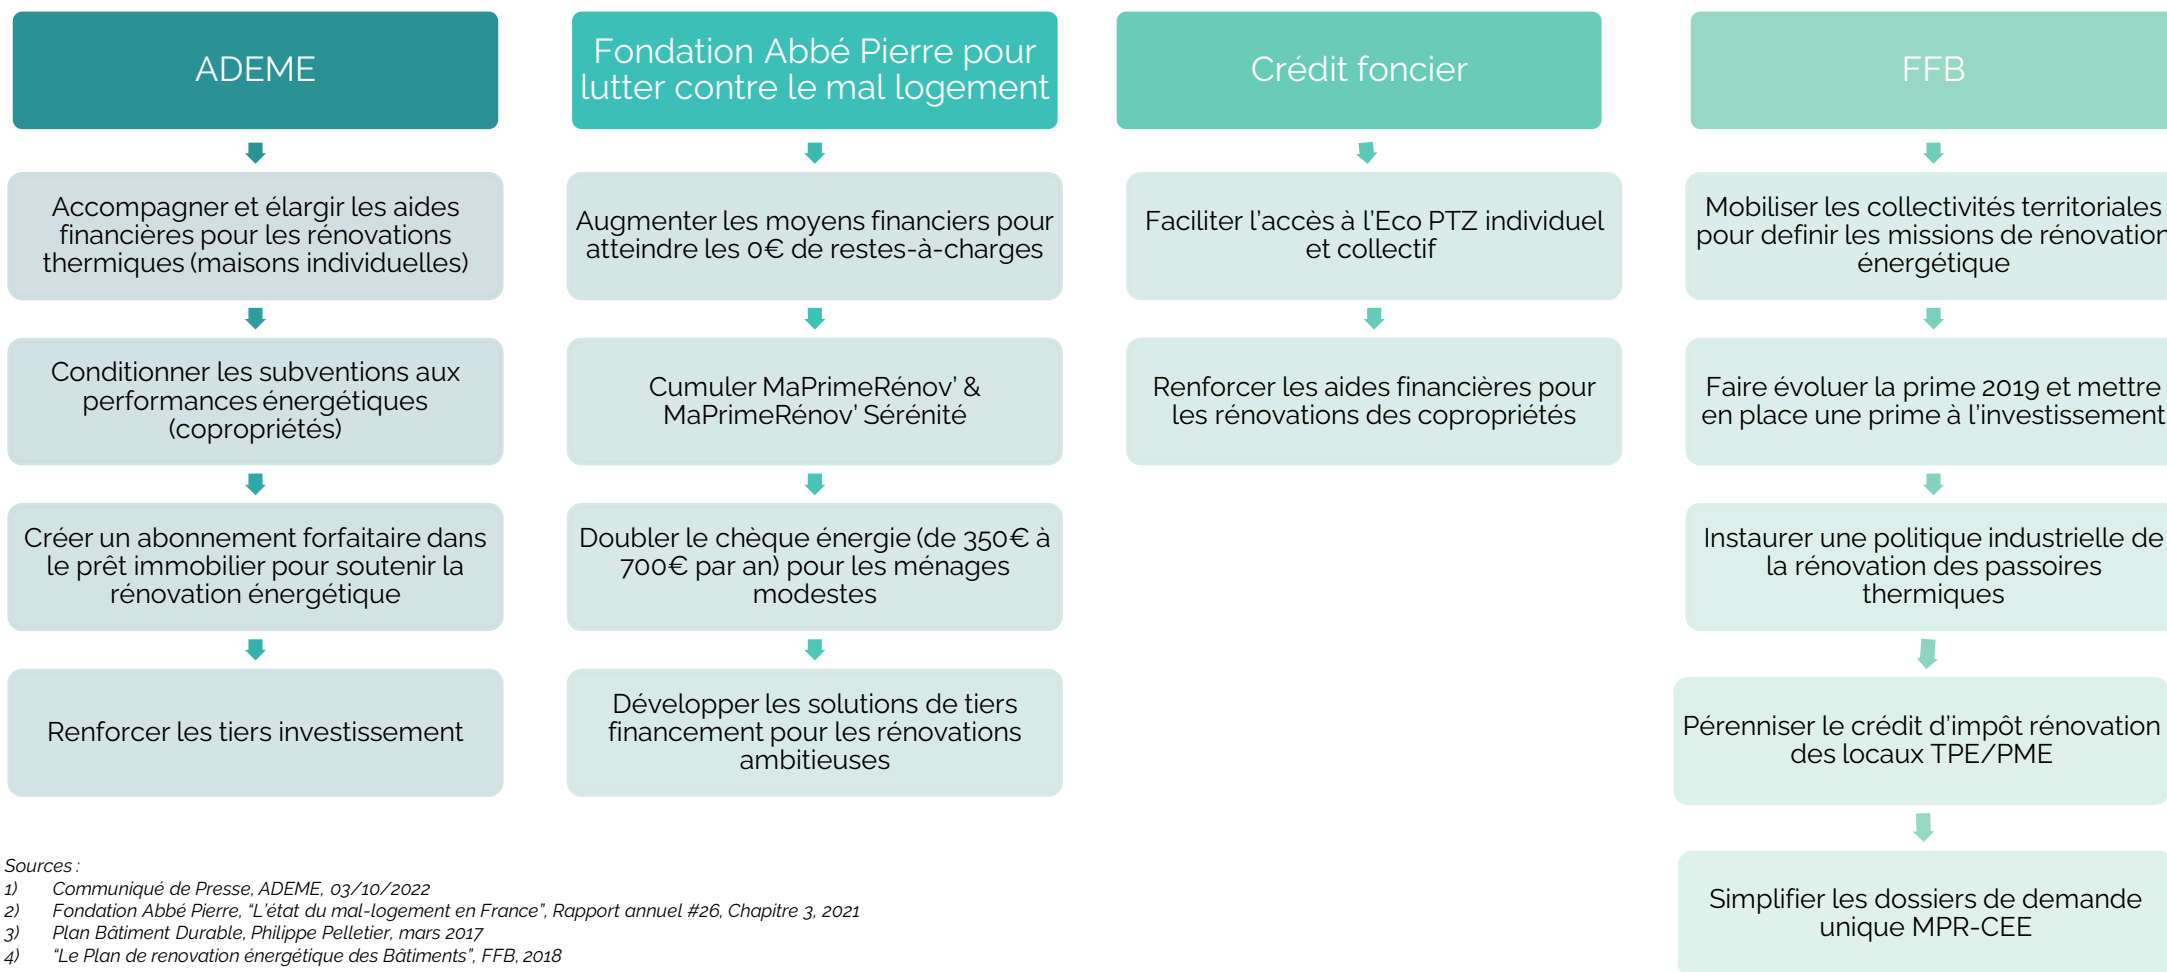 ADEME
Accompagner et élargir les aides
financières pour les rénovations
thermiques (maisons individuelles)
Conditionner les subventions aux
performances énergétiques
(copropriétés)
Créer un abonnement forfaitaire dans
le prêt immobilier pour soutenir la
rénovation énergétique
Renforcer les tiers investissement
Fondation Abbé Pierre pour
lutter contre le mal logement
Augmenter les moyens financiers pour
atteindre les 0€ de restes-à-charges
Cumuler MaPrimeRénov’ &
MaPrimeRénov’ Sérénité
Doubler le chèque énergie (de 350€ à
700€ par an) pour les ménages
modestes
Développer les solutions de tiers
financement pour les rénovations
ambitieuses
Crédit foncier
Faciliter l’accès à l’Eco PTZ individuel
et collectif
Renforcer les aides financières pour
les rénovations des copropriétés
FFB
Mobiliser les collectivités territoriales
pour definir les missions de rénovation
énergétique
Faire évoluer la prime 2019 et mettre
en place une prime à l’investissement
Instaurer une politique industrielle de
la rénovation des passoires
thermiques
Pérenniser le crédit d’impôt rénovation
des locaux TPE/PME
Simplifier les dossiers de demande
unique MPR-CEE
Sources :
1) Communiqué de Presse, ADEME, 03/10/2022
2) Fondation Abbé Pierre, “L’état du mal-logement en France”, Rapport annuel #26, Chapitre 3, 2021
3) Plan Bâtiment Durable, Philippe Pelletier, mars 2017
4) “Le Plan de renovation énergétique des Bâtiments”, FFB, 2018